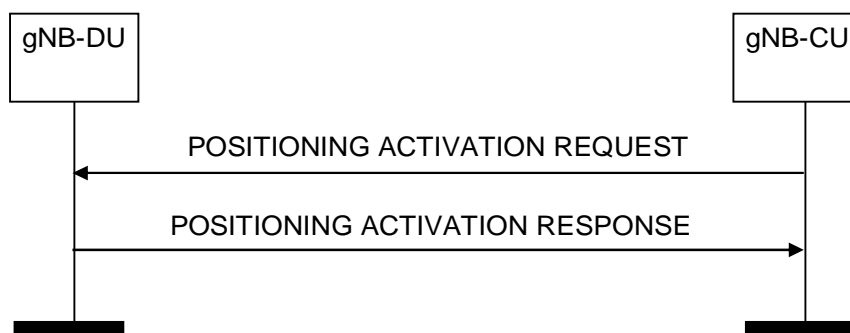 gNB-DU
gNB-CU
POSITIONING ACTIVATION REQUEST
POSITIONING ACTIVATION RESPONSE